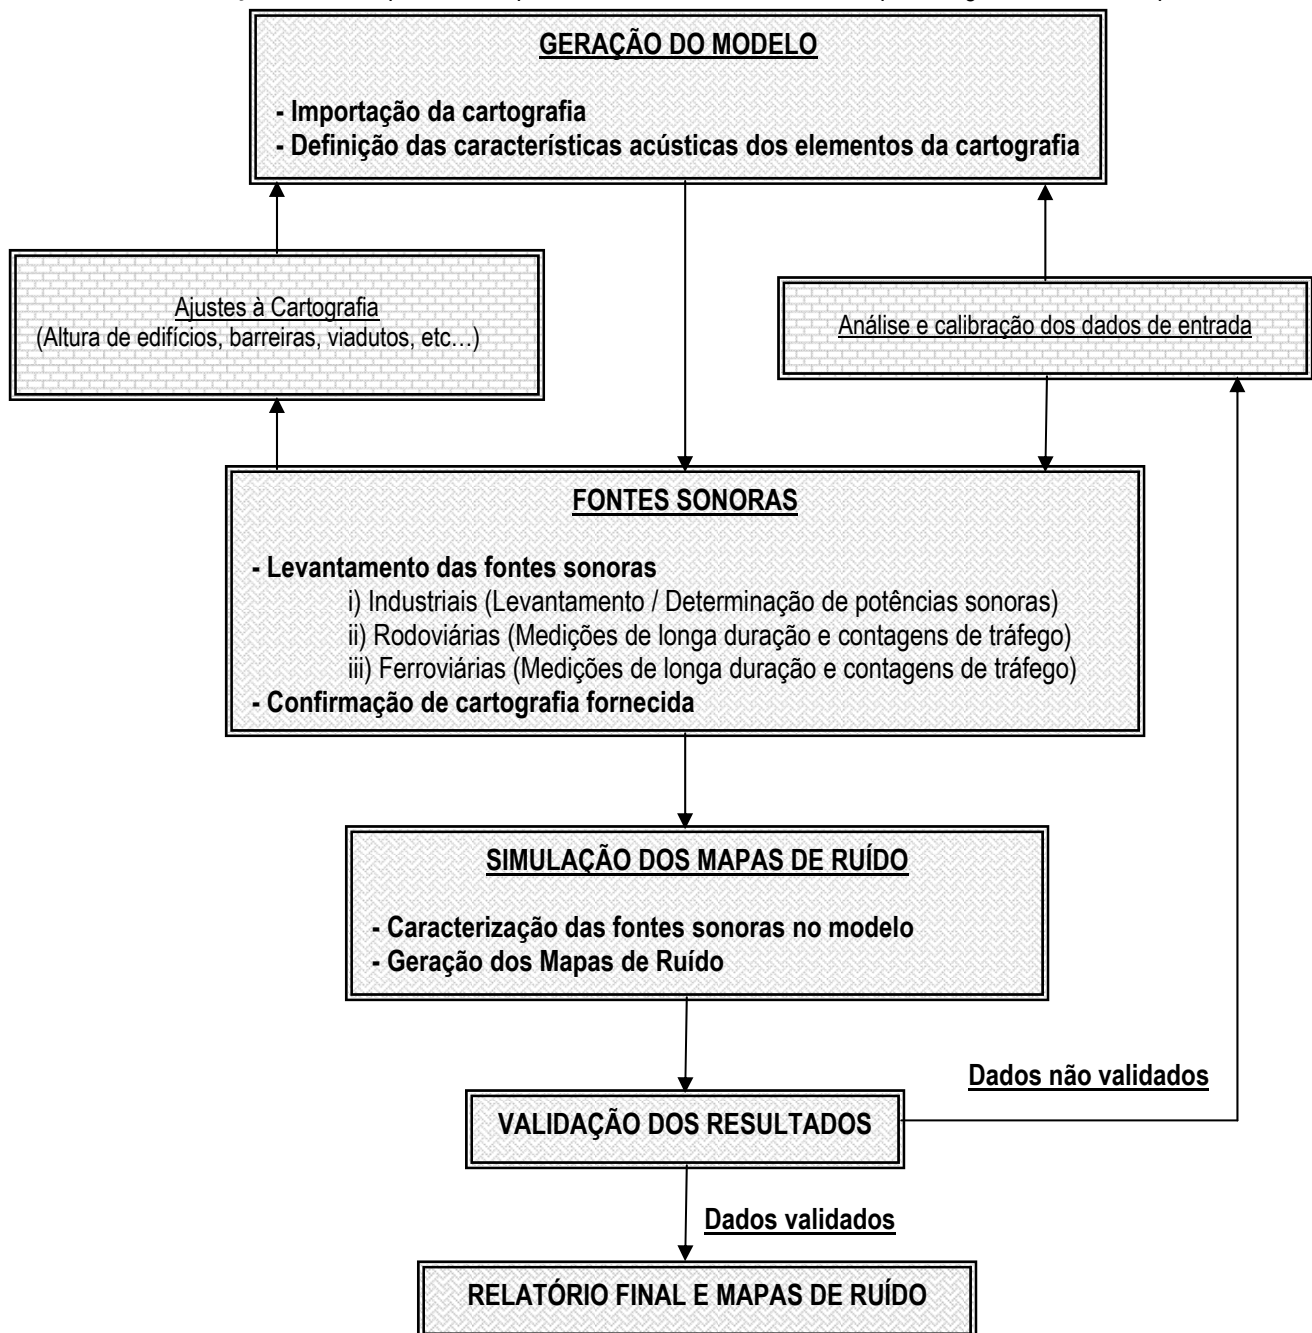 GERAÇÃO DO MODELO
- Importação da cartografia
- Definição das características acústicas dos elementos da cartografia
Ajustes à Cartografia
(Altura de edifícios, barreiras, viadutos, etc…)
Análise e calibração dos dados de entrada
FONTES SONORAS
- Levantamento das fontes sonoras
i) Industriais (Levantamento / Determinação de potências sonoras)
ii) Rodoviárias (Medições de longa duração e contagens de tráfego)
iii) Ferroviárias (Medições de longa duração e contagens de tráfego)
- Confirmação de cartografia fornecida
SIMULAÇÃO DOS MAPAS DE RUÍDO
- Caracterização das fontes sonoras no modelo
- Geração dos Mapas de Ruído
Dados não validados
VALIDAÇÃO DOS RESULTADOS
Dados validados
RELATÓRIO FINAL E MAPAS DE RUÍDO